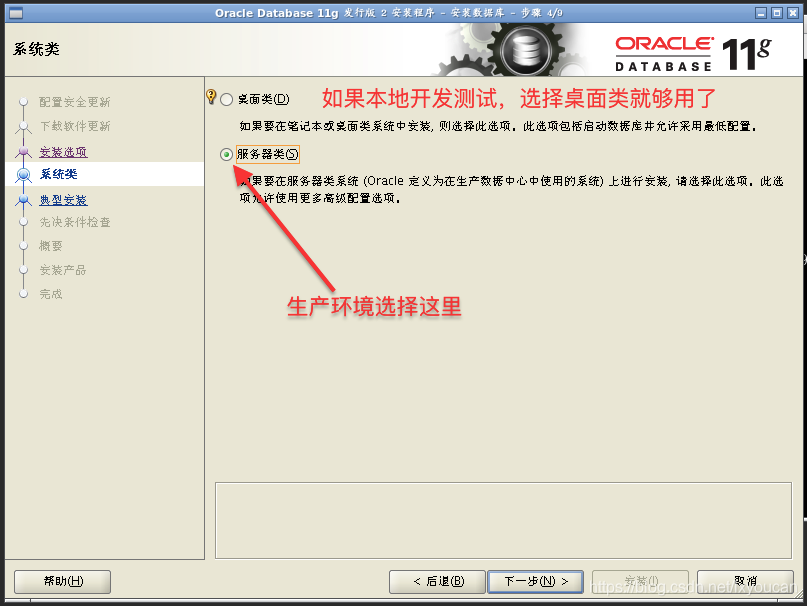 Oracle Database 11g 发行版 2 安装程序 - 安装数据库 - 步骤 4/9
系统类
ORACLE
DATABASE
11g
配置安全更新
下载软件更新
安装选项
系统类
典型安装
先决条件检查
概要
安装产品
完成
桌面类(D)
如果本地开发测试，选择桌面类就够用了
如果要在笔记本或桌面类系统中安装, 则选择此选项。此选项包括启动数据库并允许采用最低配置。
服务器类(S)
如果要在服务器类系统 (Oracle 定义为在生产数据中心中使用的系统) 上进行安装, 请选择此选项。此选
项允许使用更多高级配置选项。
生产环境选择这里
帮助(H)
< 后退(B)
下一步(N) >
安装(I)
取消
https://blog.csdn.net/lxyoucan